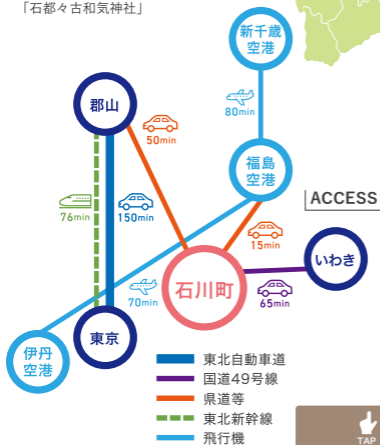 「石都々古和気神社」
新千歳
空港
郡山
80min
50min
福島
空港
ACCESS
76min
150min
15min
いわき
石川町
70min
65min
伊丹
空港
東京
東北自動車道
国道49号線
県道等
東北新幹線
飛行機
TAP